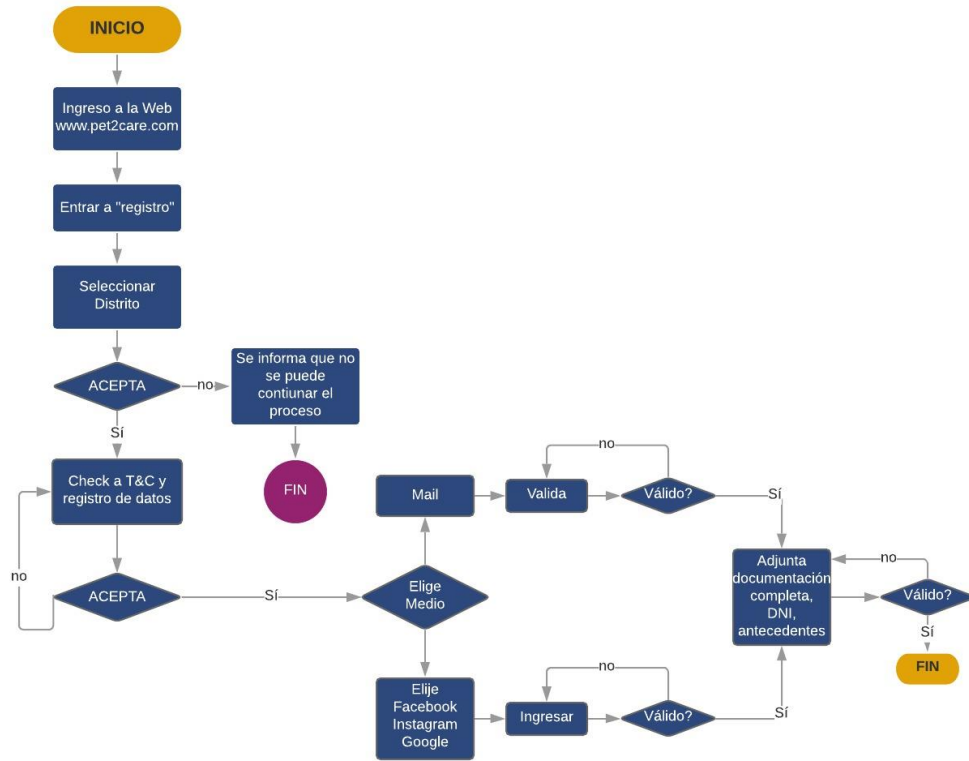 INICIO
Ingreso a la Web
www.pet2care.com
Entrar a "registro"
Seleccionar
Distrito
ACEPTA
no
Se informa que no
se puede
contiunar el
proceso
FIN
Sí
Check a T&C y
registro de datos
no
ACEPTA
Sí
Elige
Medio
Mail
Valida
no
Válido?
Sí
Elije
Facebook
Instagram
Google
Ingresar
no
Válido?
Sí
Adjunta
documentación
completa,
DNI,
antecedentes
no
Válido?
Sí
FIN